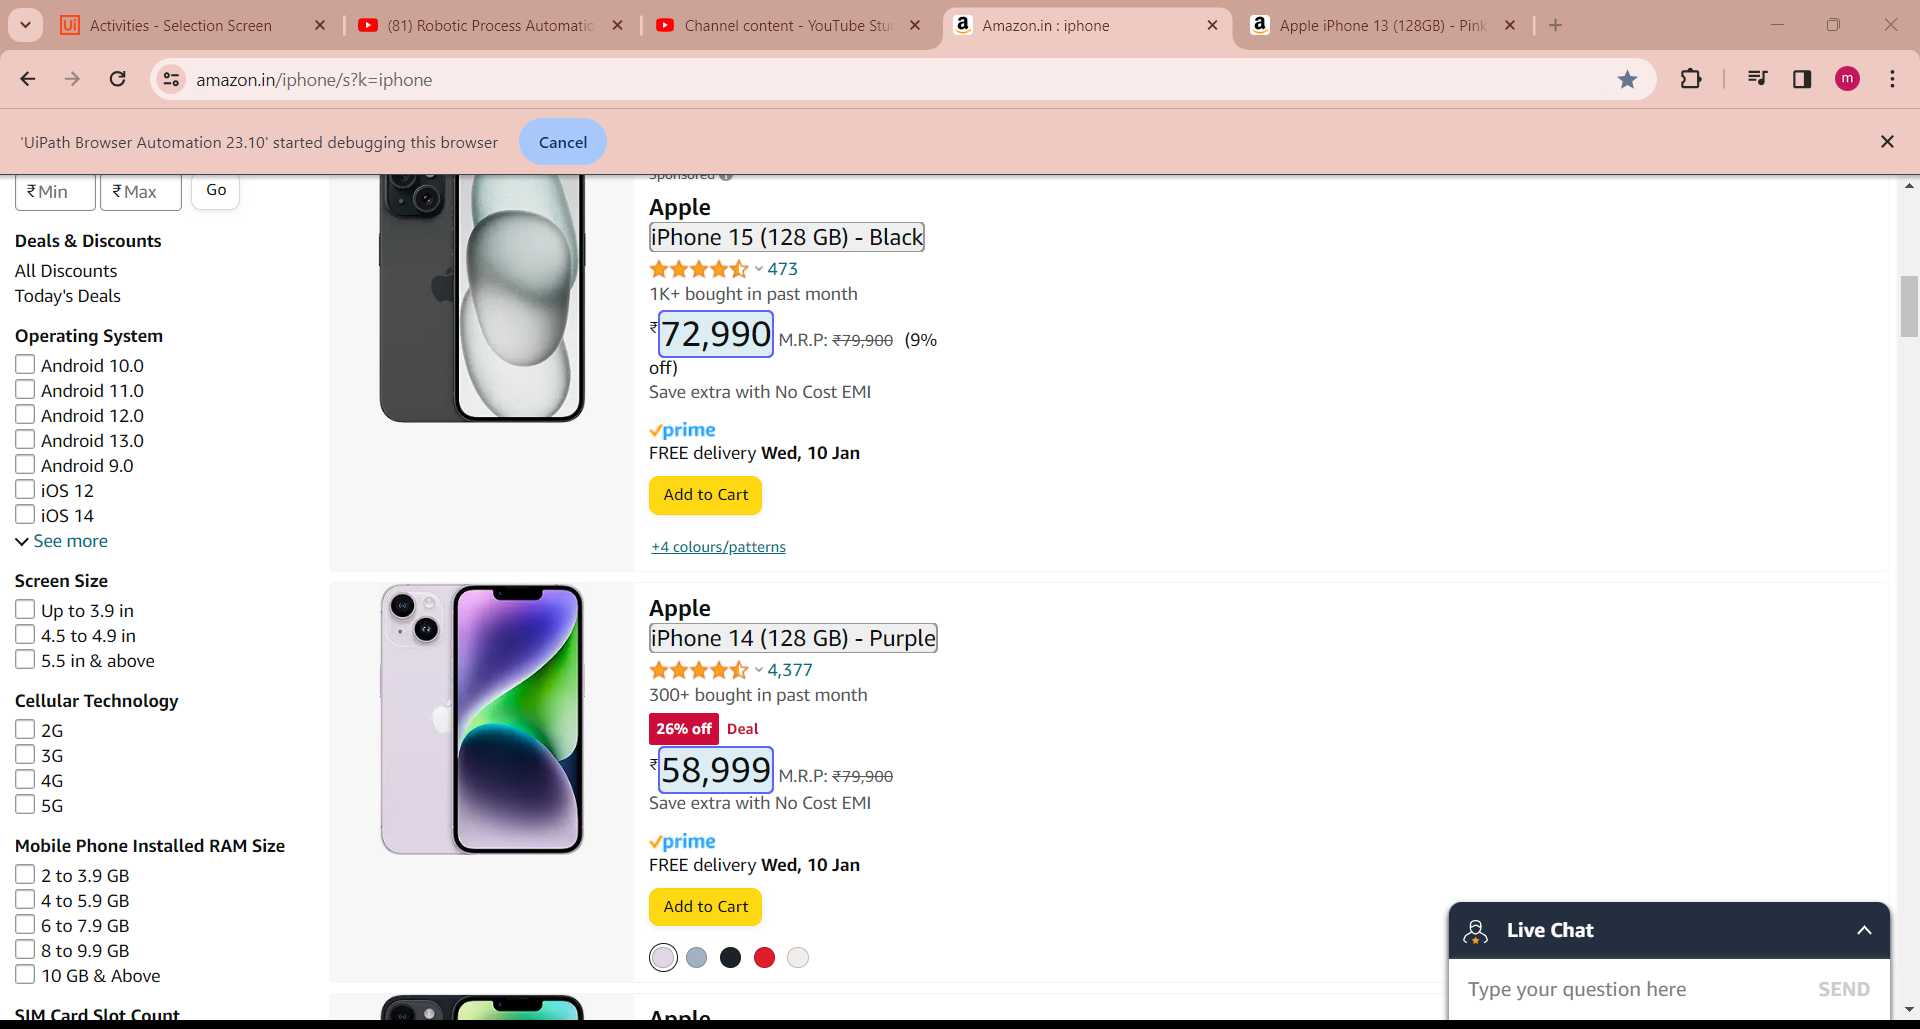 Activities - Selection Screen
(81) Robotic Process Automatio
Channel content - YouTube Stu
Amazon.in : iphone
Apple iPhone 13 (128GB) - Pink
amazon.in/iphone/s?k=iphone
m
'UiPath Browser Automation 23.10' started debugging this browser
Cancel
₹Min
₹Max
Go
Deals & Discounts
All Discounts
Today's Deals
Operating System
Android 10.0
Android 11.0
Android 12.0
Android 13.0
Android 9.0
iOS 12
iOS 14
See more
Screen Size
Up to 3.9 in
4.5 to 4.9 in
5.5 in & above
Cellular Technology
2G
3G
4G
5G
Mobile Phone Installed RAM Size
2 to 3.9 GB
4 to 5.9 GB
6 to 7.9 GB
8 to 9.9 GB
10 GB & Above
SIM Card Slot Count
Sponsored
Apple
iPhone 15 (128 GB) - Black
473
1K+ bought in past month
₹72,990 M.R.P: ₹79,900 (9%
off)
Save extra with No Cost EMI
prime
FREE delivery Wed, 10 Jan
Add to Cart
+4 colours/patterns
Apple
iPhone 14 (128 GB) - Purple
4,377
300+ bought in past month
26% off Deal
₹58,999 M.R.P: ₹79,900
Save extra with No Cost EMI
prime
FREE delivery Wed, 10 Jan
Add to Cart
Apple
Live Chat
Type your question here
SEND